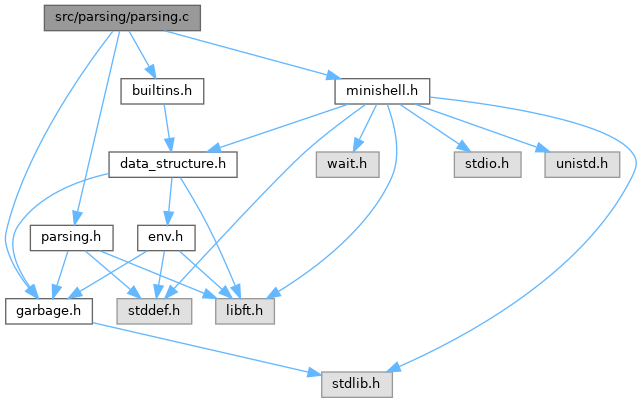 src/parsing/parsing.c
builtins.h
minishell.h
data_structure.h
wait.h
stdio.h
unistd.h
parsing.h
env.h
garbage.h
stddef.h
libft.h
stdlib.h